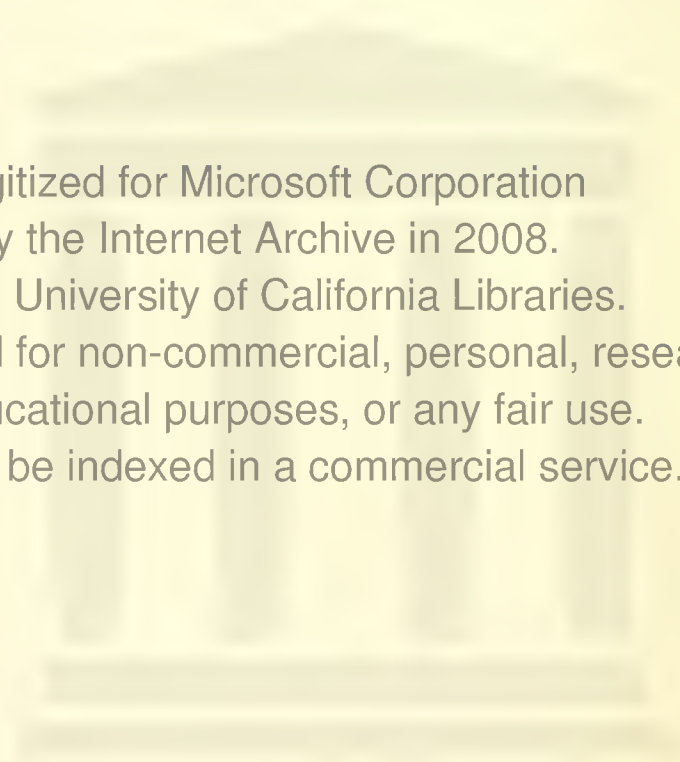 gitized for Microsoft Corporation
y the Internet Archive in 2008.
University of California Libraries.
for non-commercial, personal, resea
cational purposes, or any fair use.
be indexed in a commercial service.